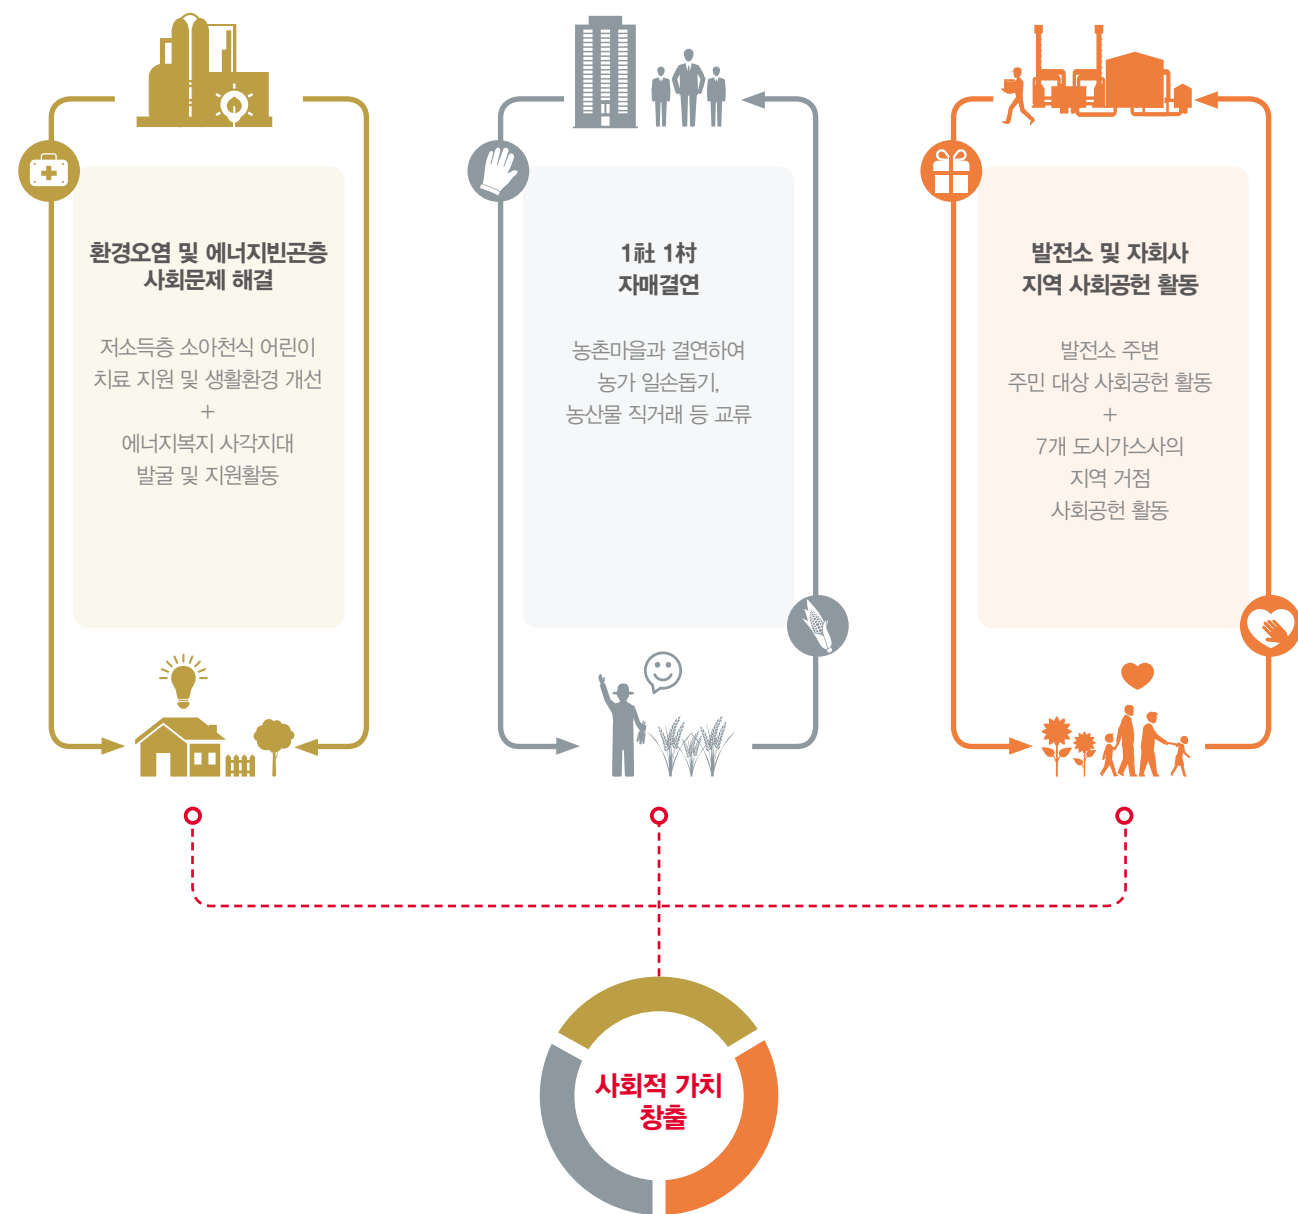 환경오염 및 에너지빈곤층
사회문제 해결
저소득층 소아천식 어린이
치료 지원 및 생활환경 개선
+
에너지복지 사각지대
발굴 및 지원활동
1社 1村
자매결연
농촌마을과 결연하여
농가 일손돕기,
농산물 직거래 등 교류
발전소 및 자회사
지역 사회공헌 활동
발전소 주변
주민 대상 사회공헌 활동
+
7개 도시가스사의
지역 거점
사회공헌 활동
사회적 가치
창출